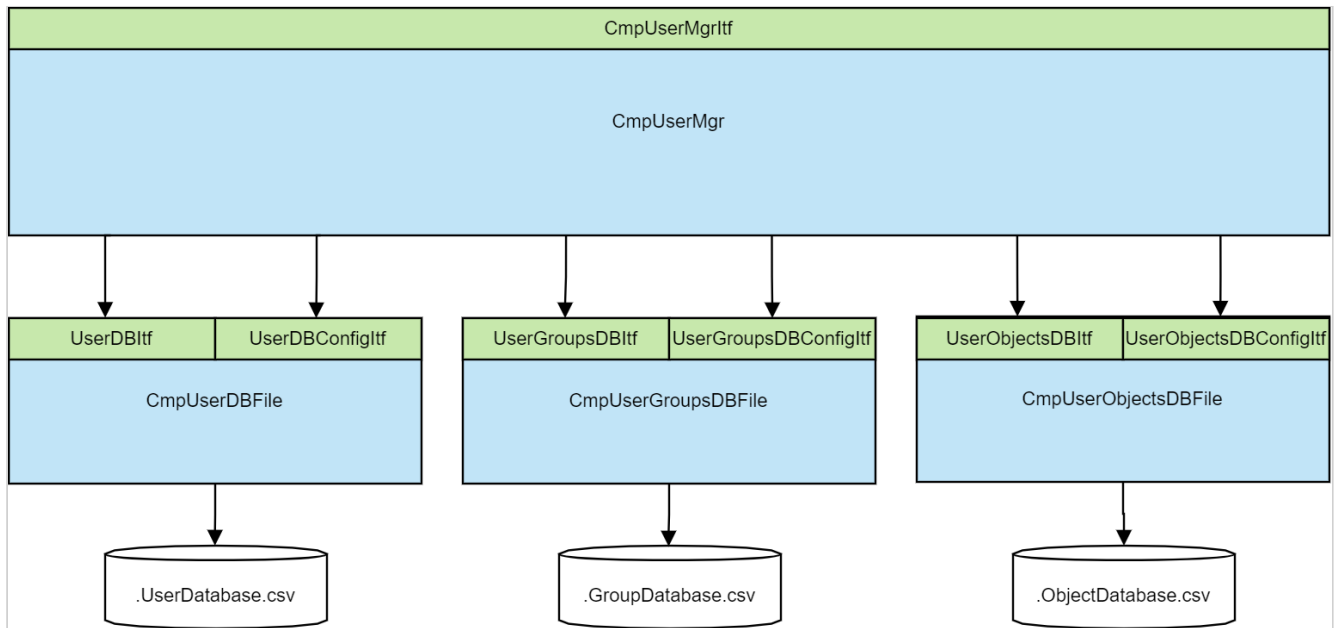 CmpUserMgrItf
CmpUserMgr
UserDBItf
UserDBConfigItf
UserGroupsDBItf
UserGroupsDBConfigItf
UserObjectsDBItf
UserObjectsDBConfigItf
CmpUserDBFile
CmpUserGroupsDBFile
CmpUserObjectsDBFile
.UserDatabase.csv
.GroupDatabase.csv
.ObjectDatabase.csv